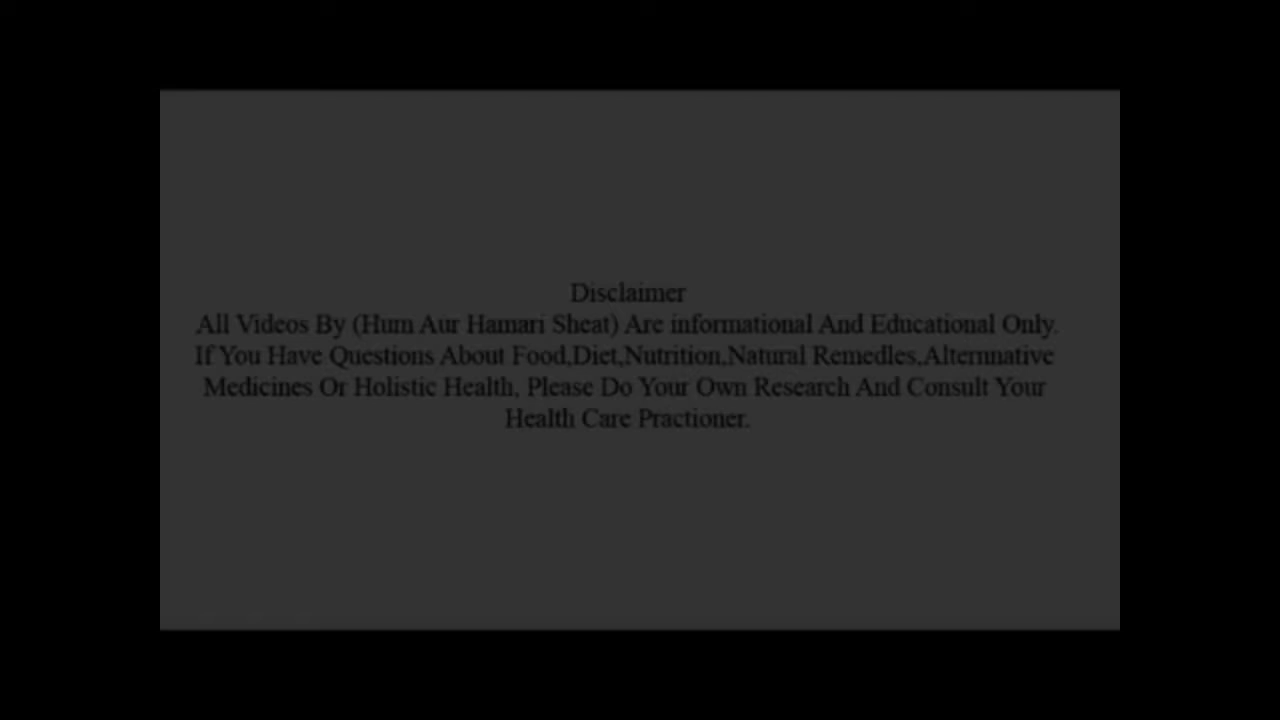 Disclaimer
All Videos By (Hum Aur Hamari Sheat) Are informational And Educational Only.
If You Have Questions About Food,Diet,Nutrition,Natural Remedles,Alternnative
Medicines Or Holistic Health, Please Do Your Own Research And Consult Your
Health Care Practioner.